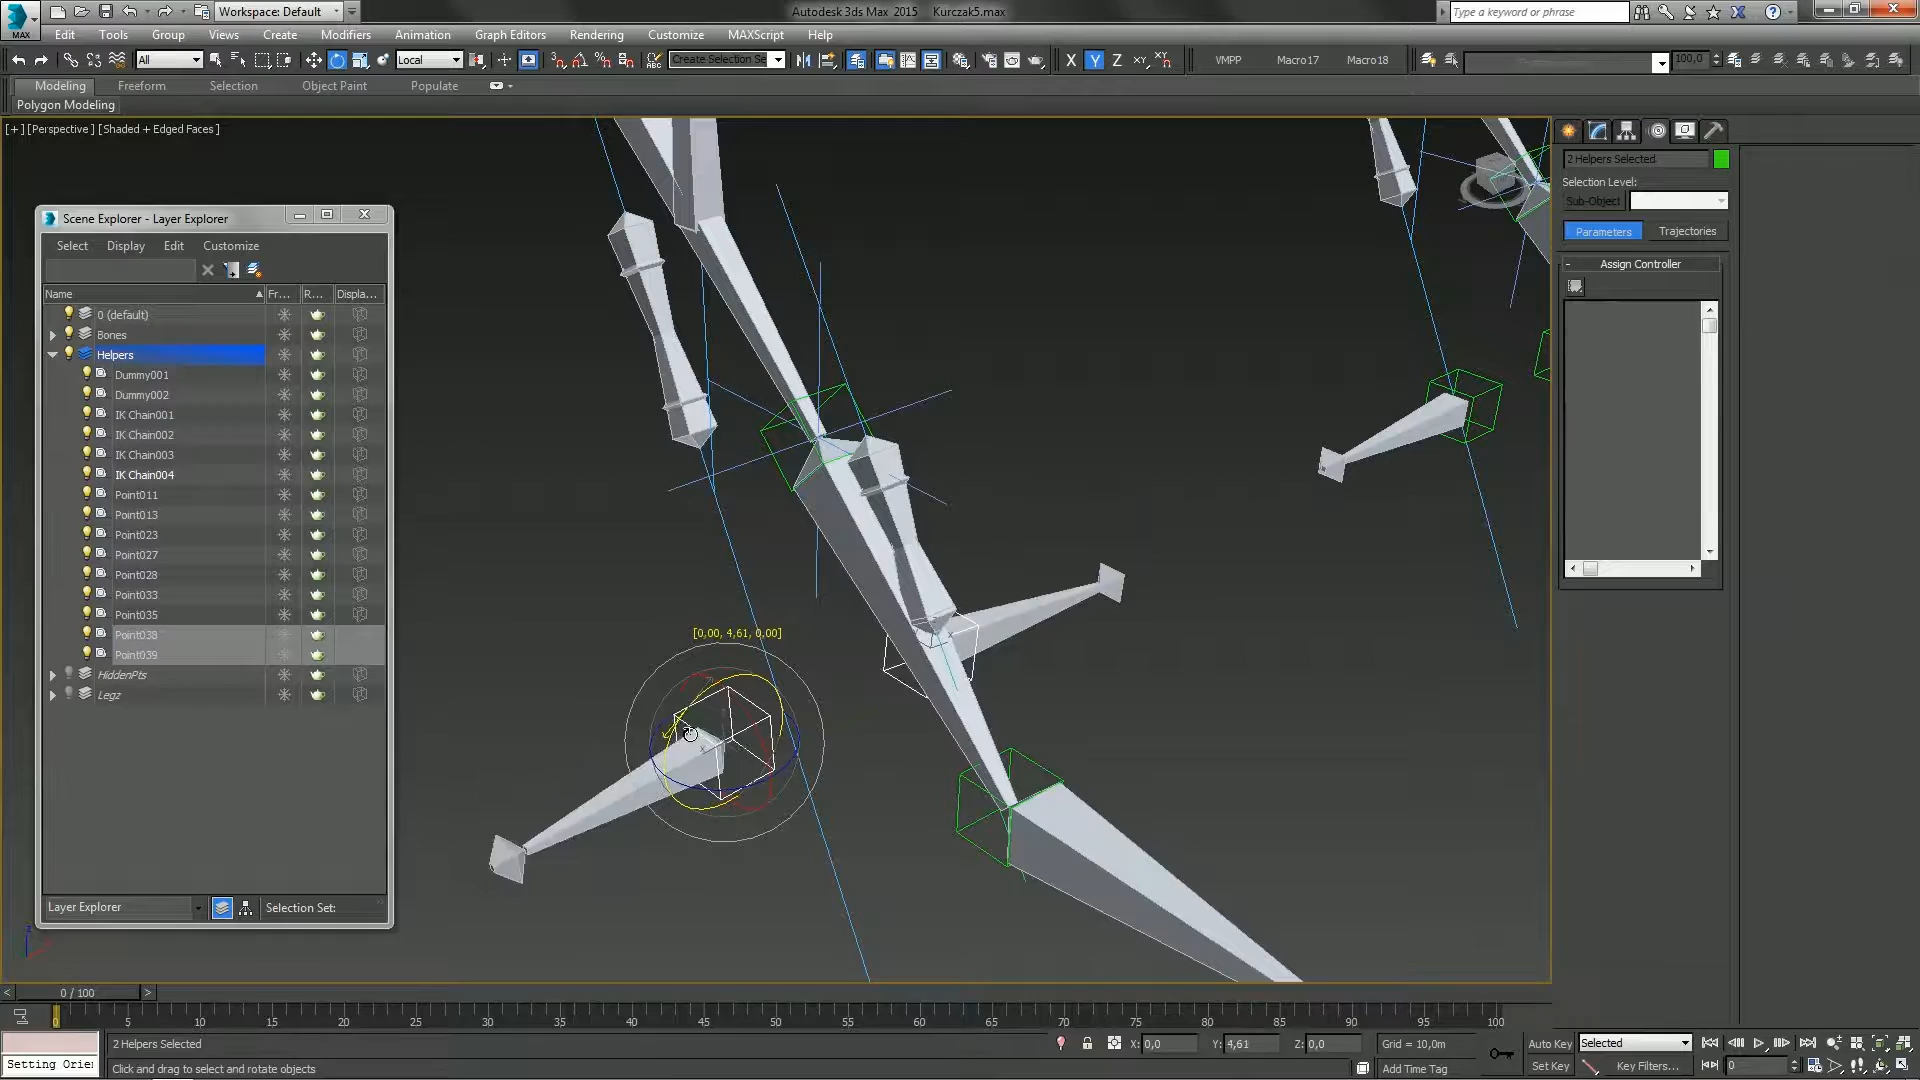 Workspace: Default
Autodesk 3ds Max 2015 Kurczak5.max
Type a keyword or phrase
MAX
Edit Tools Group Views Create Modifiers Animation Graph Editors Rendering Customize MAXScript Help
All
Local
Create Selection Se
X Y Z XY
VMPP Macro17 Macro18
100,0
Modeling Freeform Selection Object Paint Populate
Polygon Modeling
[+] [Perspective] [Shaded + Edged Faces]
Scene Explorer - Layer Explorer
Select Display Edit Customize
Name Fr... R... Displa...
0 (default)
Bones
Helpers
Dummy001
Dummy002
IK Chain001
IK Chain002
IK Chain003
IK Chain004
Point011
Point013
Point023
Point027
Point028
Point033
Point035
Point038
Point039
HiddenPts
Legz
Layer Explorer
Selection Set:
[0,00, 4,61, 0,00]
2 Helpers Selected
Selection Level:
Sub-Object
Parameters Trajectories
- Assign Controller
< 0 / 100 >
0 5 10 15 20 25 30 35 40 45 50 55 60 65 70 75 80 85 90 95 100
2 Helpers Selected
X: 0,0 Y: 4,61 Z: 0,0
Grid = 10,0m
Auto Key
Selected
Setting Orie
Click and drag to select and rotate objects
Add Time Tag
Set Key
Key Filters...
0